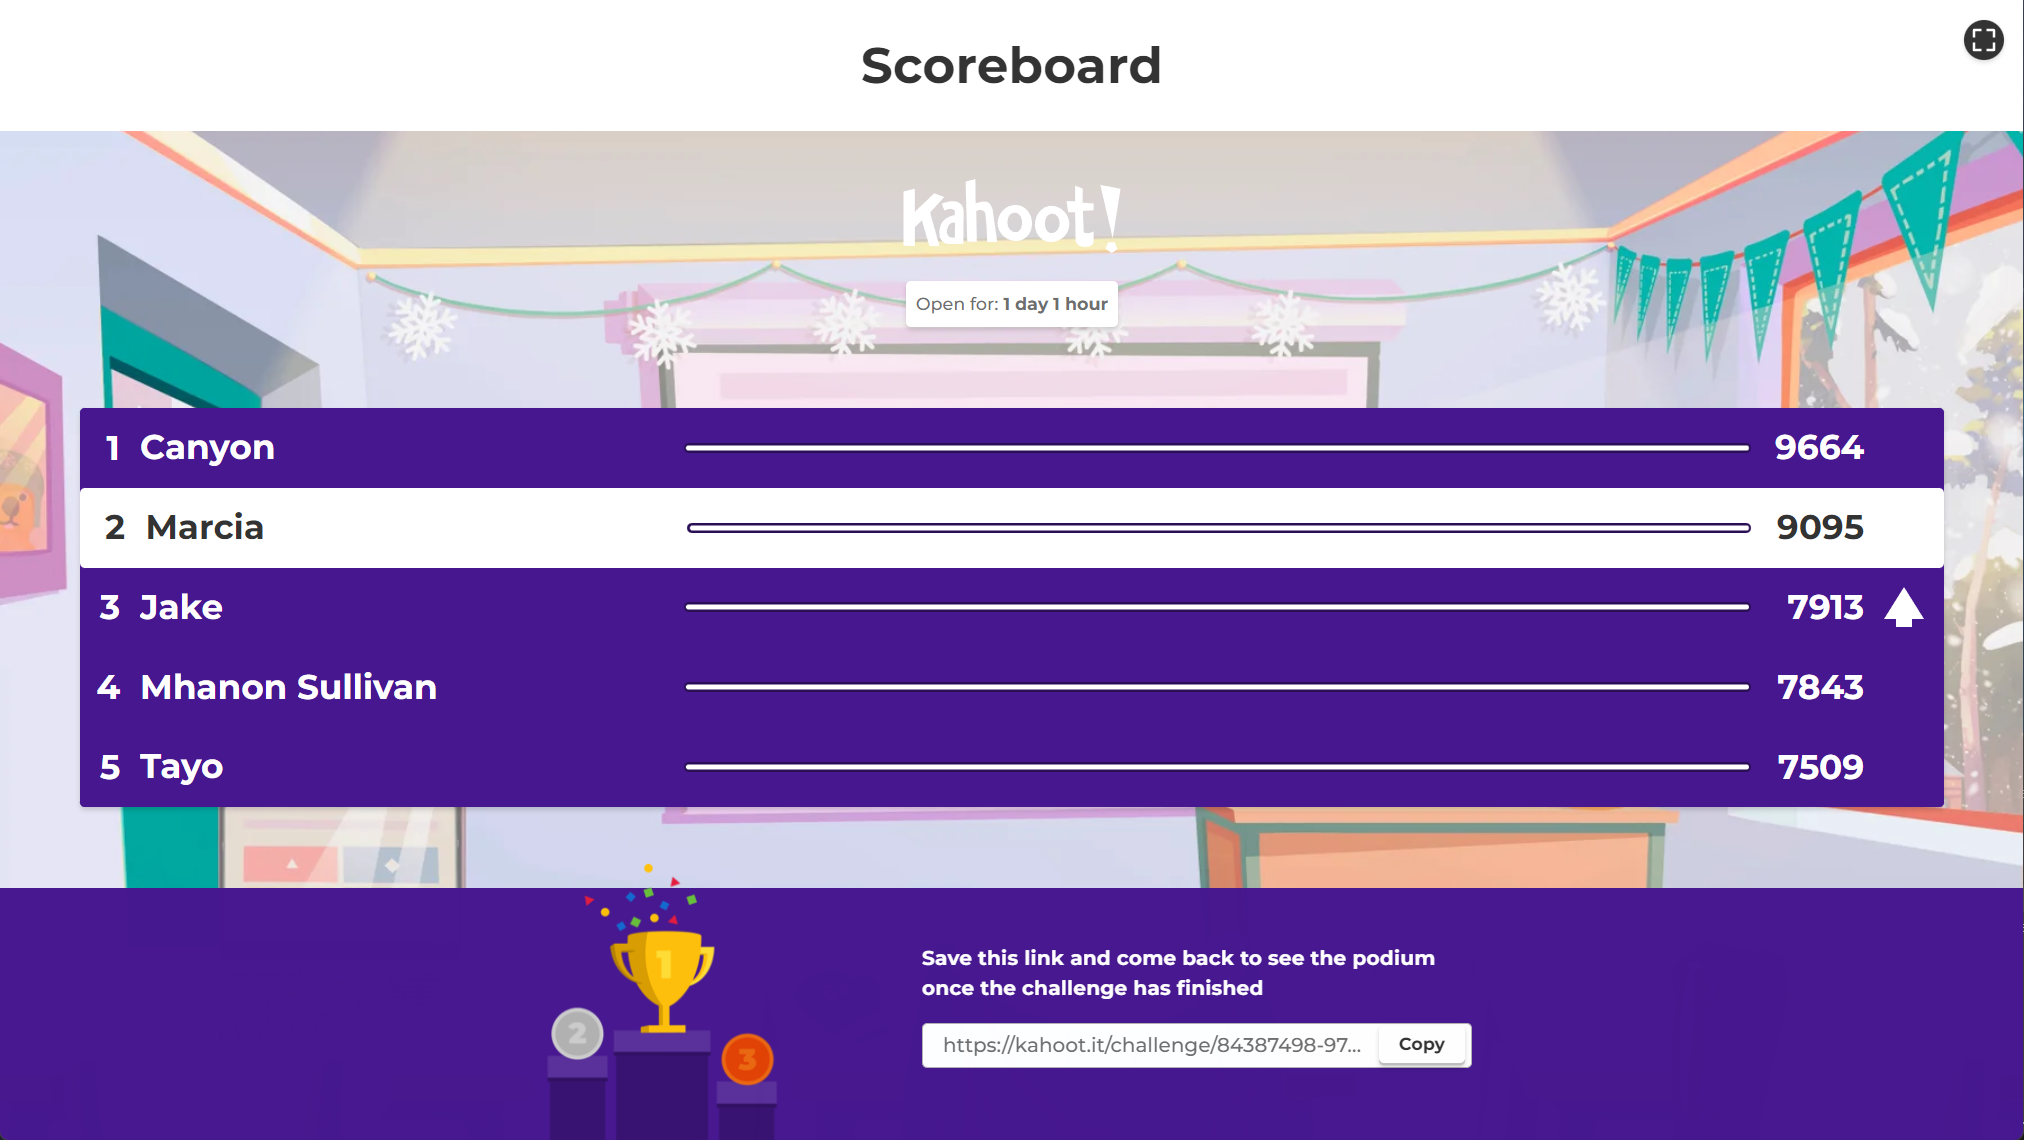 Scoreboard
Kahoot!
Open for: 1 day 1 hour
1 Canyon 9664
2 Marcia 9095
3 Jake 7913
4 Mhanon Sullivan 7843
5 Tayo 7509
1
2
3
Save this link and come back to see the podium
once the challenge has finished
https://kahoot.it/challenge/84387498-97... Copy